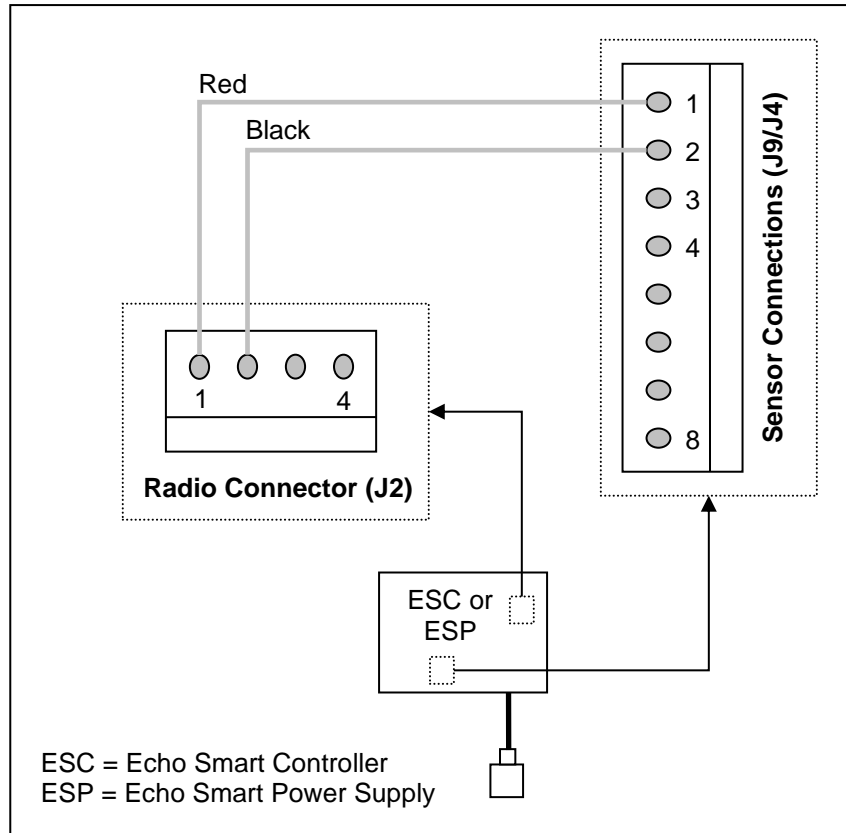 Red
Black
1
2
3
4
8
Sensor Connections (J9/J4)
1 4
Radio Connector (J2)
ESC or
ESP
ESC = Echo Smart Controller
ESP = Echo Smart Power Supply